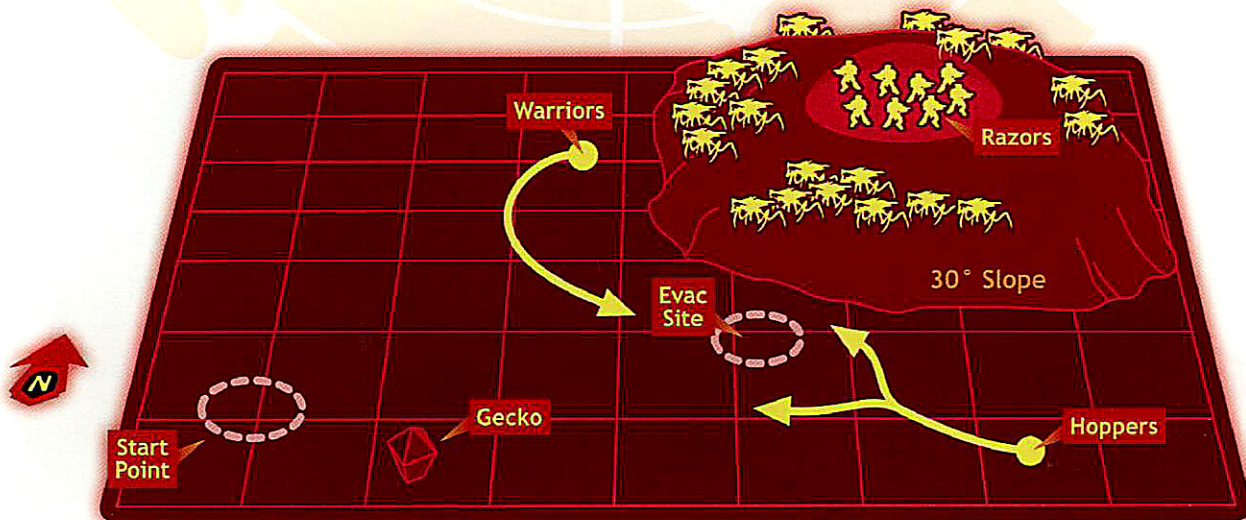 Warriors
Razors
30° Slope
Evac
Site
N
Start
Point
Gecko
Hoppers